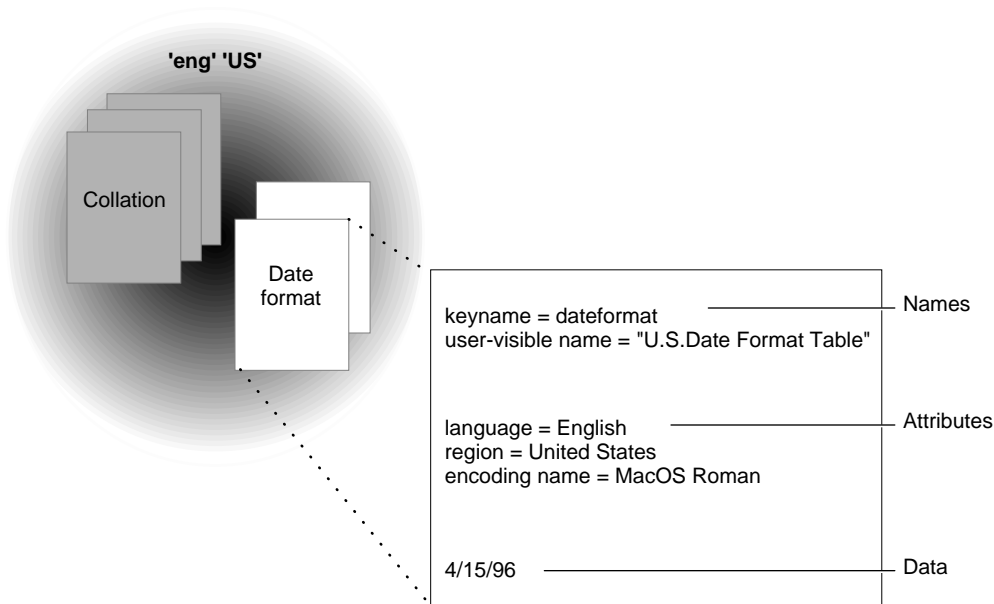 'eng' 'US'
Collation
Date
format
keyname = dateformat
user-visible name = "U.S.Date Format Table"
Names
language = English
region = United States
encoding name = MacOS Roman
Attributes
4/15/96
Data